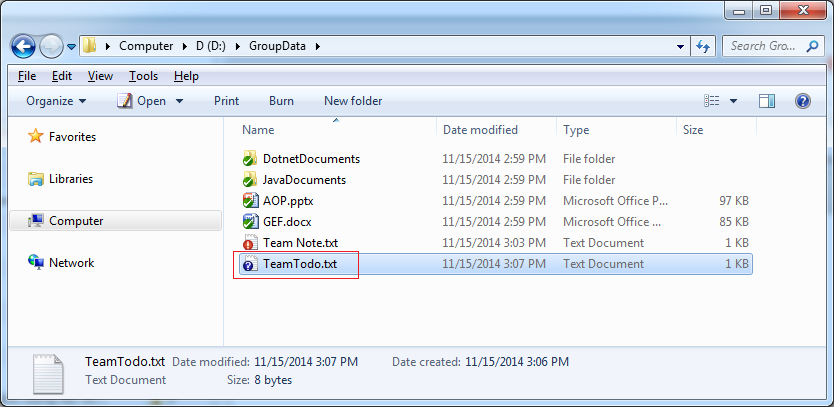 Computer D (D:) GroupData Search Gro...
File Edit View Tools Help
Organize Open Print Burn New folder
Name Date modified Type Size
Favorites
Libraries
Computer
Network
DotnetDocuments 11/15/2014 2:59 PM File folder
JavaDocuments 11/15/2014 2:59 PM File folder
AOP.pptx 11/15/2014 2:59 PM Microsoft Office P... 97 KB
GEF.docx 11/15/2014 2:59 PM Microsoft Office ... 85 KB
Team Note.txt 11/15/2014 3:03 PM Text Document 1 KB
TeamTodo.txt 11/15/2014 3:07 PM Text Document 1 KB
TeamTodo.txt Date modified: 11/15/2014 3:07 PM Date created: 11/15/2014 3:06 PM
Text Document Size: 8 bytes